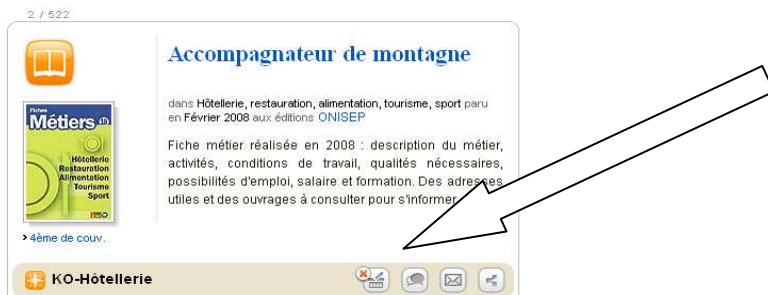 2 / 522
Accompagnateur de montagne
dans Hôtellerie, restauration, alimentation, tourisme, sport paru
en Février 2008 aux éditions ONISEP
Fiches
Métiers
Hôtellerie
Restauration
Alimentation
Tourisme
Sport
Fiche métier réalisée en 2008 : description du métier,
activités, conditions de travail, qualités nécessaires,
possibilités d'emploi, salaire et formation. Des adresses
utiles et des ouvrages à consulter pour s'informer.
4ème de couv.
KO-Hôtellerie